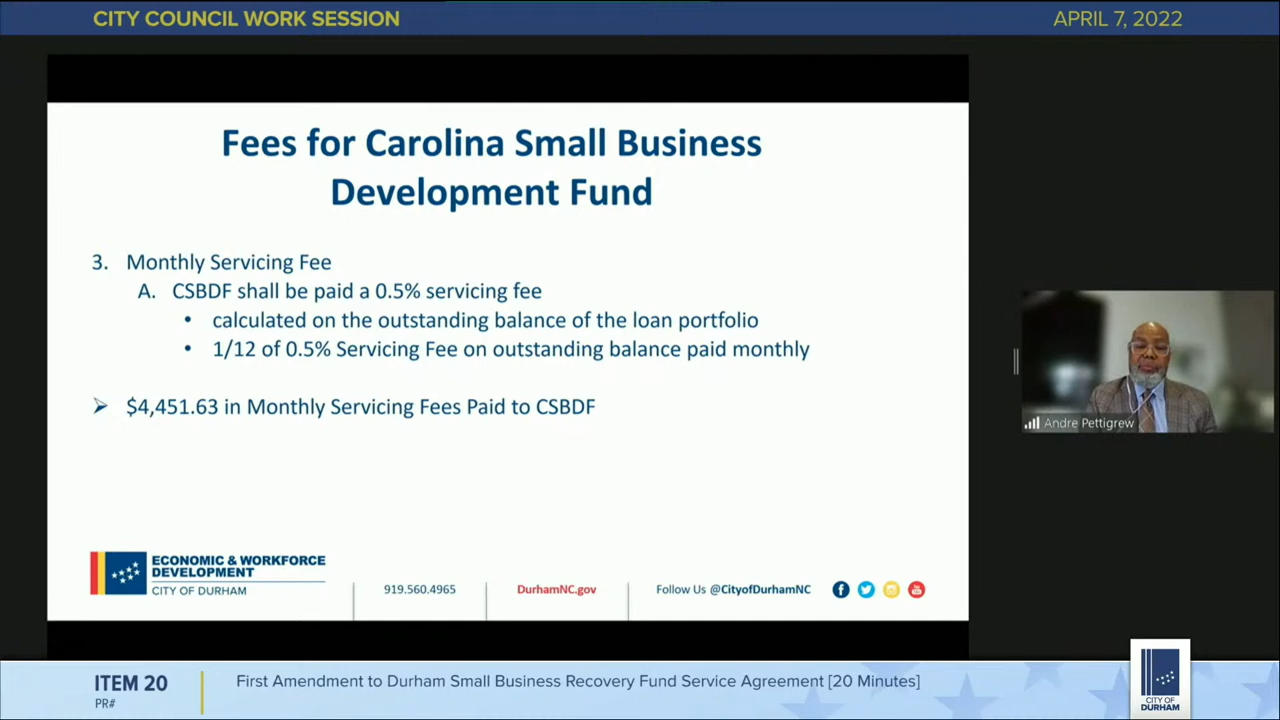 CITY COUNCIL WORK SESSION
APRIL 7, 2022
Fees for Carolina Small Business
Development Fund
3. Monthly Servicing Fee
A. CSBDF shall be paid a 0.5% servicing fee
• calculated on the outstanding balance of the loan portfolio
• 1/12 of 0.5% Servicing Fee on outstanding balance paid monthly
➢ $4,451.63 in Monthly Servicing Fees Paid to CSBDF
Andre Pettigrew
ECONOMIC & WORKFORCE
DEVELOPMENT
CITY OF DURHAM
919.560.4965
DurhamNC.gov
Follow Us @CityofDurhamNC
ITEM 20
PR#
First Amendment to Durham Small Business Recovery Fund Service Agreement [20 Minutes]
CITY OF
DURHAM